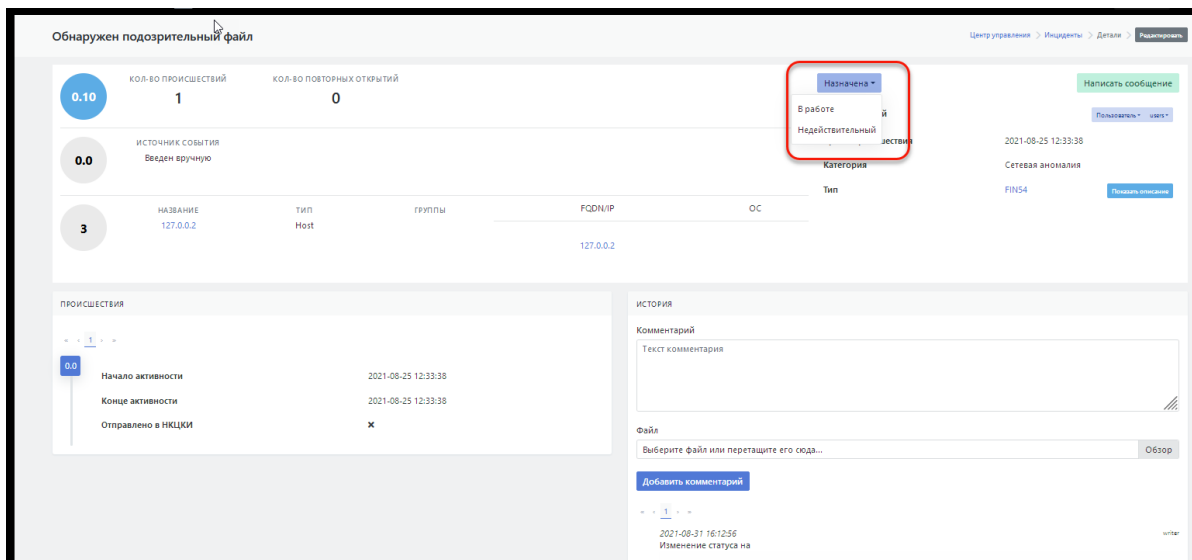 Обнаружен подозрительный файл
Центр управления > Инциденты > Детали > Редактировать
0.10
КОЛ-ВО ПРОИСШЕСТВИЙ
КОЛ-ВО ПОВТОРНЫХ ОТКРЫТИЙ
1
0
Назначена
В работе
Недействительный
Написать сообщение
й
Пользователь users
0.0
ИСТОЧНИК СОБЫТИЯ
Введен вручную
ествия
2021-08-25 12:33:38
Категория
Сетевая аномалия
Тип
FIN54
Показать описание
3
НАЗВАНИЕ
ТИП
ГРУППЫ
FQDN/IP
ОС
127.0.0.2
Host
127.0.0.2
ПРОИСШЕСТВИЯ
« ‹ 1 › »
0.0
Начало активности
2021-08-25 12:33:38
Конце активности
2021-08-25 12:33:38
Отправлено в НКЦКИ
ИСТОРИЯ
Комментарий
Текст комментария
Файл
Выберите файл или перетащите его сюда...
Обзор
Добавить комментарий
« ‹ 1 › »
2021-08-31 16:12:56
writer
Изменение статуса на